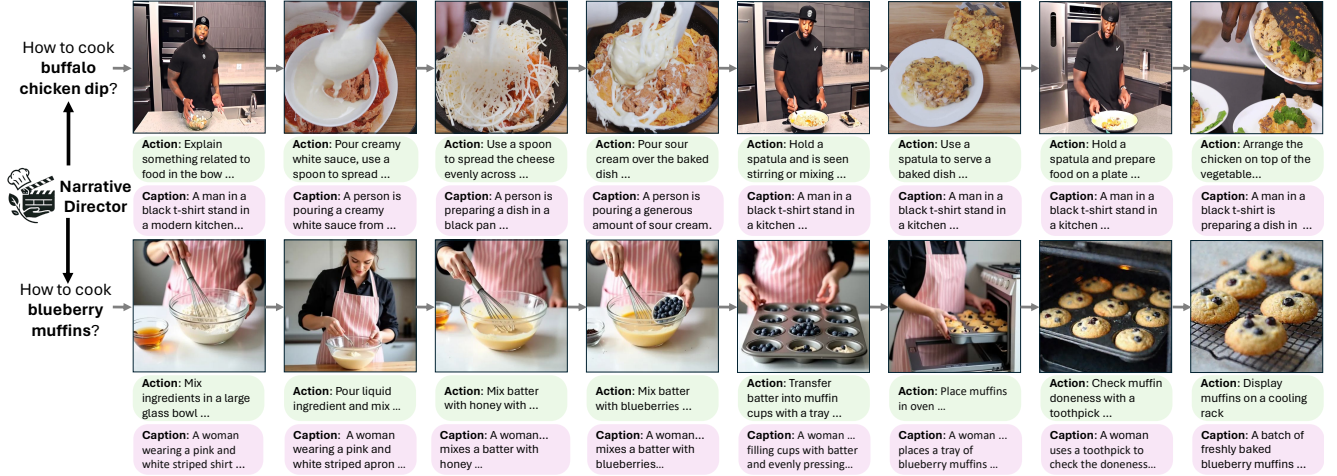 How to cook
buffalo
chicken dip?
Action: Explain
something related to
food in the bow ...
Action: Pour creamy
white sauce, use a
spoon to spread ...
Action: Use a spoon
to spread the cheese
evenly across ...
Action: Pour sour
cream over the baked
dish ...
Action: Hold a
spatula and is seen
stirring or mixing ...
Action: Use a
spatula to serve a
baked dish ...
Action: Hold a
spatula and prepare
food on a plate ...
Action: Arrange the
chicken on top of the
vegetable...
Caption: A man in a
black t-shirt stand in
a modern kitchen...
Caption: A person is
pouring a creamy
white sauce from ...
Caption: A person is
preparing a dish in a
black pan ...
Caption: A person is
pouring a generous
amount of sour cream.
Caption: A man in a
black t-shirt stand in
a kitchen ...
Caption: A man in a
black t-shirt stand in
a kitchen ...
Caption: A man in a
black t-shirt stand in
a kitchen ...
Caption: A man in a
black t-shirt is
preparing a dish in ...
Narrative
Director
How to cook
blueberry
muffins?
Action: Mix
ingredients in a large
glass bowl ...
Action: Pour liquid
ingredient and mix ...
Action: Mix batter
with honey with ...
Action: Mix batter
with blueberries ...
Action: Transfer
batter into muffin
cups with a tray ...
Action: Place muffins
in oven ...
Action: Check muffin
doneness with a
toothpick ...
Action: Display
muffins on a cooling
rack
Caption: A woman
wearing a pink and
white striped shirt ...
Caption: A woman
wearing a pink and
white striped apron ...
Caption: A woman...
mixes a batter with
honey ...
Caption: A woman...
mixes a batter with
blueberries...
Caption: A woman ...
filling cups with batter
and evenly pressing...
Caption: A woman ...
places a tray of
blueberry muffins ...
Caption: A woman
uses a toothpick to
check the doneness...
Caption: A batch of
freshly baked
blueberry muffins ...